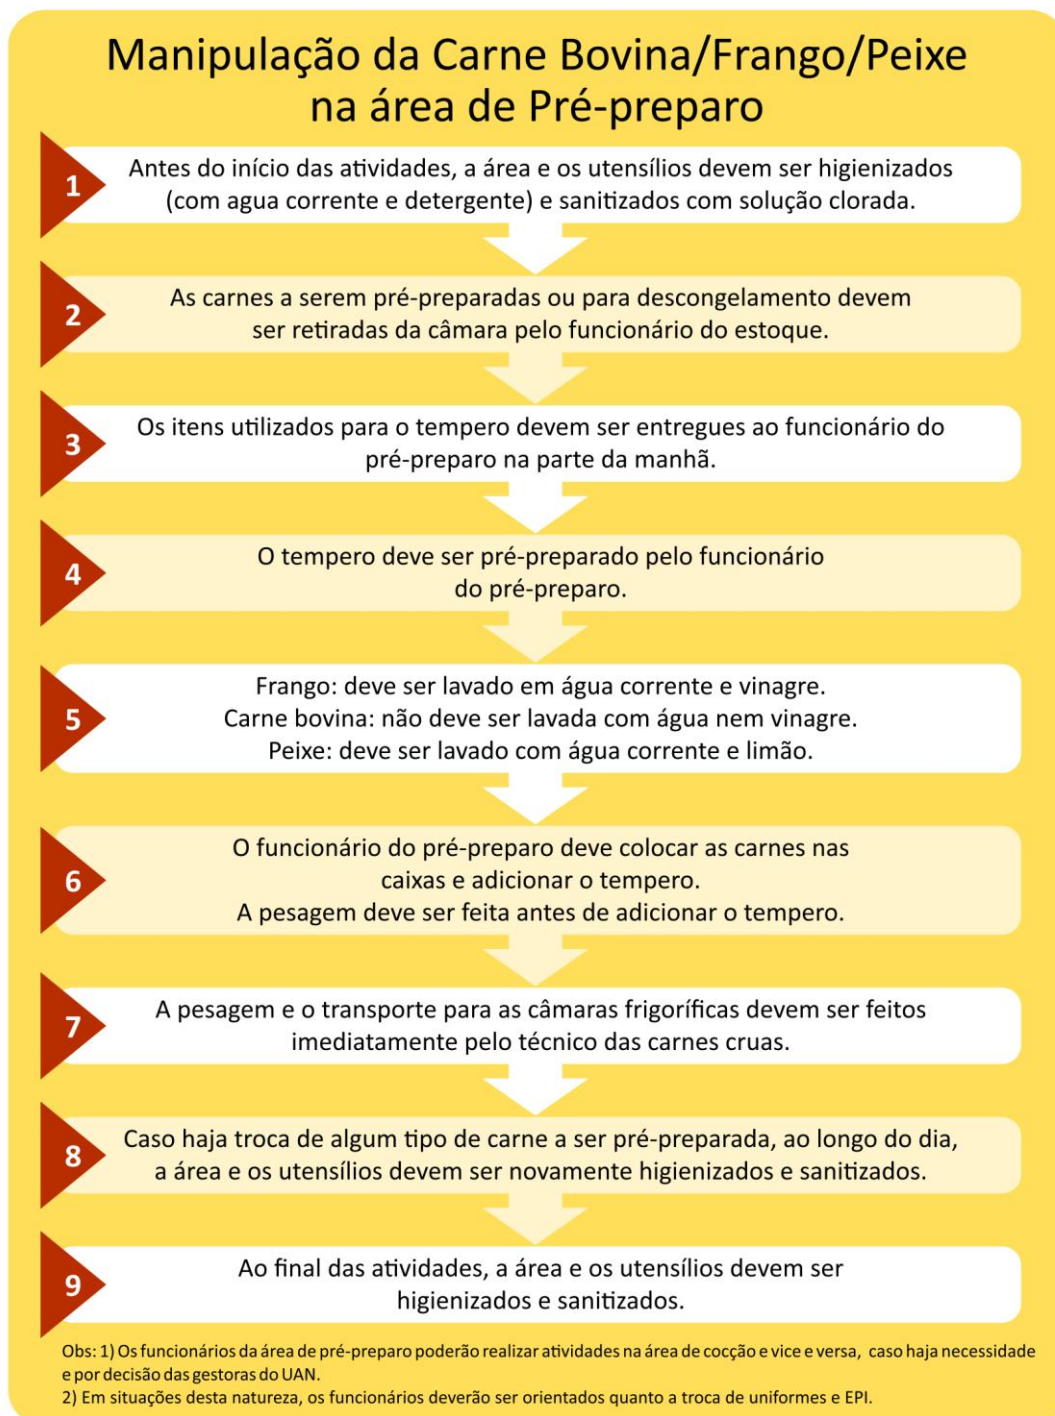 Manipulação da Carne Bovina/Frango/Peixe
na área de Pré-preparo
1
Antes do início das atividades, a área e os utensílios devem ser higienizados
(com agua corrente e detergente) e sanitizados com solução clorada.
2
As carnes a serem pré-preparadas ou para descongelamento devem
ser retiradas da câmara pelo funcionário do estoque.
3
Os itens utilizados para o tempero devem ser entregues ao funcionário do
pré-preparo na parte da manhã.
4
O tempero deve ser pré-preparado pelo funcionário
do pré-preparo.
5
Frango: deve ser lavado em água corrente e vinagre.
Carne bovina: não deve ser lavada com água nem vinagre.
Peixe: deve ser lavado com água corrente e limão.
6
O funcionário do pré-preparo deve colocar as carnes nas
caixas e adicionar o tempero.
A pesagem deve ser feita antes de adicionar o tempero.
7
A pesagem e o transporte para as câmaras frigoríficas devem ser feitos
imediatamente pelo técnico das carnes cruas.
8
Caso haja troca de algum tipo de carne a ser pré-preparada, ao longo do dia,
a área e os utensílios devem ser novamente higienizados e sanitizados.
9
Ao final das atividades, a área e os utensílios devem ser
higienizados e sanitizados.
Obs: 1) Os funcionários da área de pré-preparo poderão realizar atividades na área de cocção e vice e versa, caso haja necessidade
e por decisão das gestoras do UAN.
2) Em situações desta natureza, os funcionários deverão ser orientados quanto a troca de uniformes e EPI.